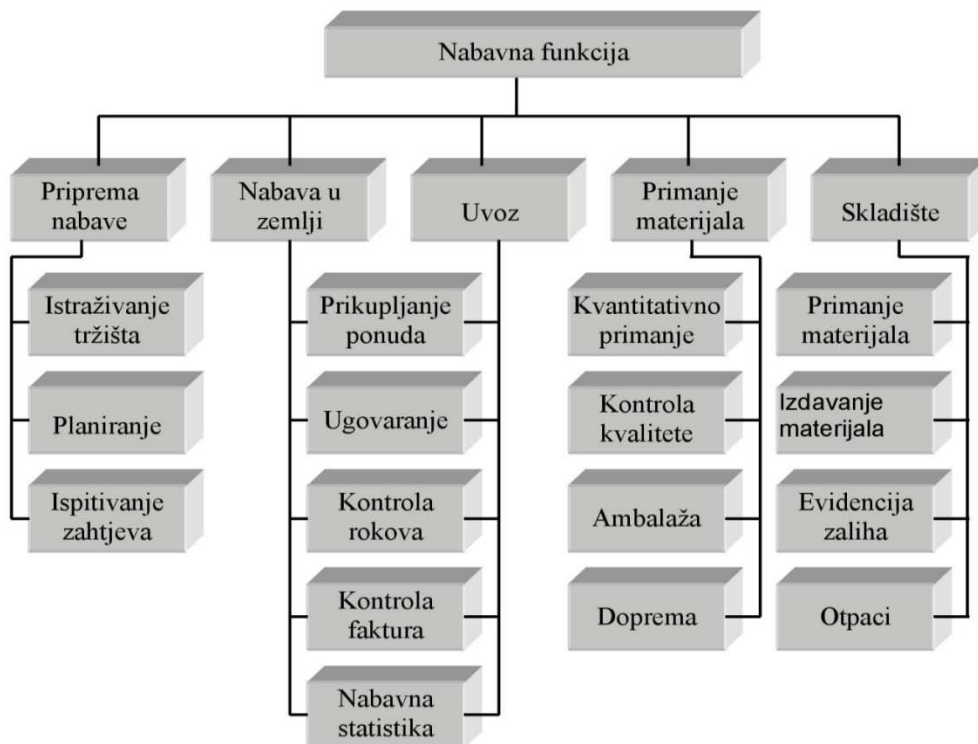 Nabavna funkcija
Priprema
nabave
Nabava u
zemlji
Uvoz
Primanje
materijala
Skladište
Istraživanje
tržišta
Planiranje
Ispitivanje
zahtjeva
Prikupljanje
ponuda
Ugovaranje
Kontrola
rokova
Kontrola
faktura
Nabavna
statistika
Kvantitativno
primanje
Kontrola
kvalitete
Ambalaža
Doprema
Primanje
materijala
Izdavanje
materijala
Evidencija
zaliha
Otpaci